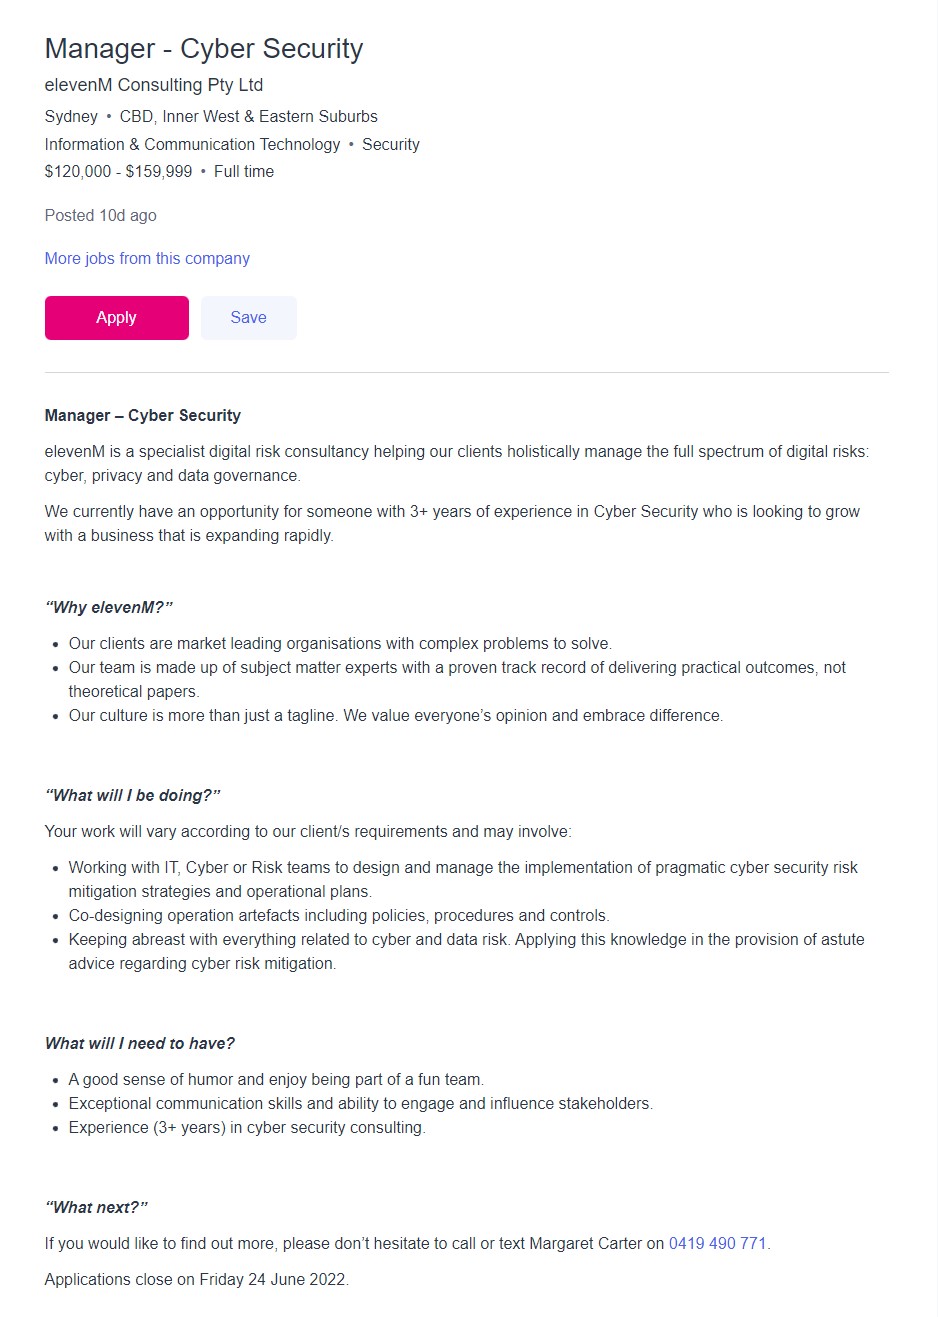 Manager - Cyber Security
elevenM Consulting Pty Ltd
Sydney • CBD, Inner West & Eastern Suburbs
Information & Communication Technology • Security
$120,000 - $159,999 • Full time
Posted 10d ago
More jobs from this company
Apply Save
Manager – Cyber Security
elevenM is a specialist digital risk consultancy helping our clients holistically manage the full spectrum of digital risks:
cyber, privacy and data governance.
We currently have an opportunity for someone with 3+ years of experience in Cyber Security who is looking to grow
with a business that is expanding rapidly.
“Why elevenM?”
• Our clients are market leading organisations with complex problems to solve.
• Our team is made up of subject matter experts with a proven track record of delivering practical outcomes, not
theoretical papers.
• Our culture is more than just a tagline. We value everyone’s opinion and embrace difference.
“What will I be doing?”
Your work will vary according to our client/s requirements and may involve:
• Working with IT, Cyber or Risk teams to design and manage the implementation of pragmatic cyber security risk
mitigation strategies and operational plans.
• Co-designing operation artefacts including policies, procedures and controls.
• Keeping abreast with everything related to cyber and data risk. Applying this knowledge in the provision of astute
advice regarding cyber risk mitigation.
What will I need to have?
• A good sense of humor and enjoy being part of a fun team.
• Exceptional communication skills and ability to engage and influence stakeholders.
• Experience (3+ years) in cyber security consulting.
“What next?”
If you would like to find out more, please don’t hesitate to call or text Margaret Carter on 0419 490 771.
Applications close on Friday 24 June 2022.